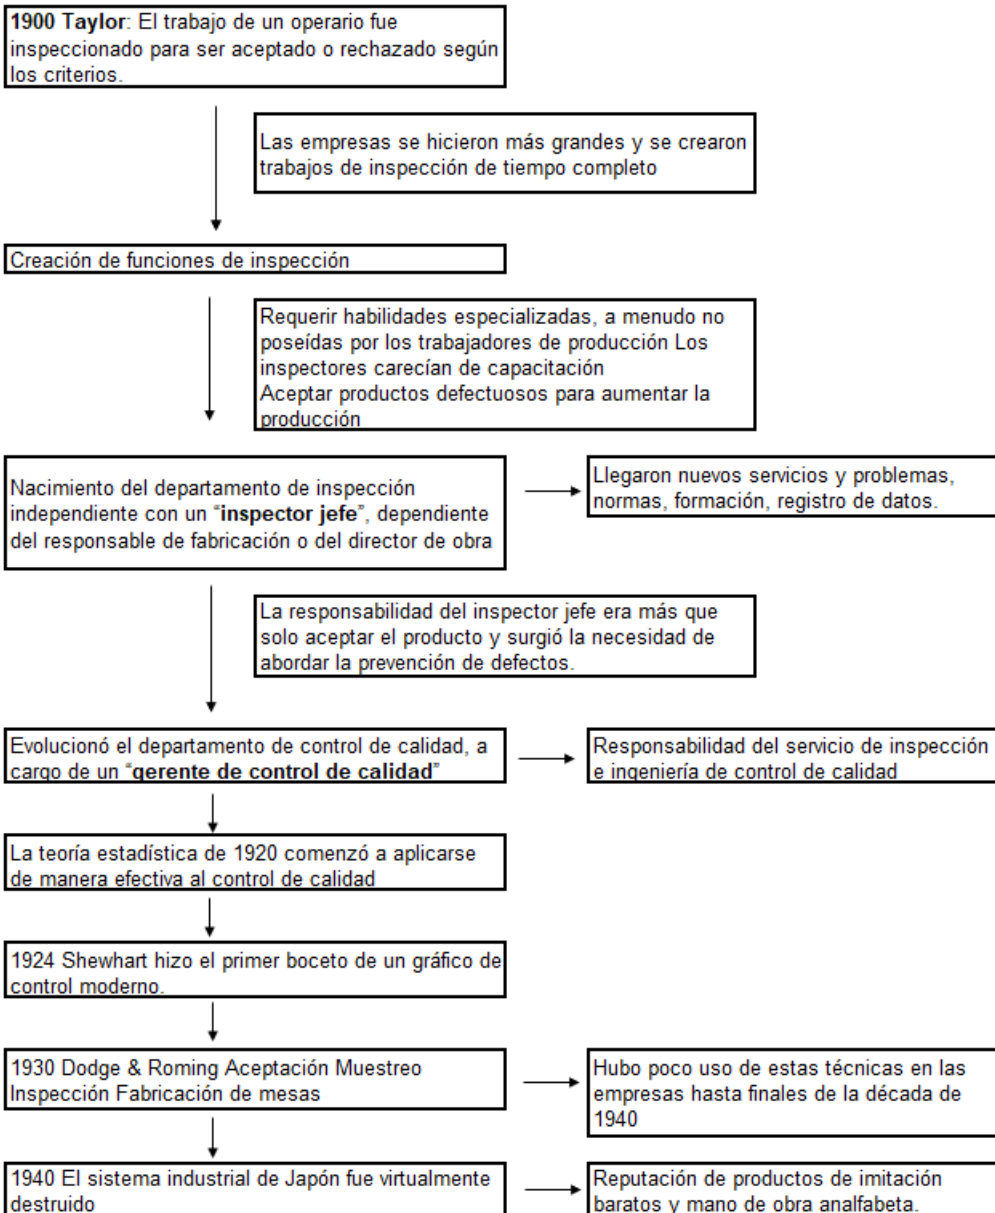 1900 Taylor: El trabajo de un operario fue
inspeccionado para ser aceptado o rechazado según
los criterios.
Las empresas se hicieron más grandes y se crearon
trabajos de inspección de tiempo completo
Creación de funciones de inspección
Requerir habilidades especializadas, a menudo no
poseídas por los trabajadores de producción Los
inspectores carecían de capacitación
Aceptar productos defectuosos para aumentar la
producción
Nacimiento del departamento de inspección
independiente con un “inspector jefe”, dependiente
del responsable de fabricación o del director de obra
Llegaron nuevos servicios y problemas,
normas, formación, registro de datos.
La responsabilidad del inspector jefe era más que
solo aceptar el producto y surgió la necesidad de
abordar la prevención de defectos.
Evolucionó el departamento de control de calidad, a
cargo de un “gerente de control de calidad”
Responsabilidad del servicio de inspección
e ingeniería de control de calidad
La teoría estadística de 1920 comenzó a aplicarse
de manera efectiva al control de calidad
1924 Shewhart hizo el primer boceto de un gráfico de
control moderno.
1930 Dodge & Roming Aceptación Muestreo
Inspección Fabricación de mesas
Hubo poco uso de estas técnicas en las
empresas hasta finales de la década de
1940
1940 El sistema industrial de Japón fue virtualmente
destruido
Reputación de productos de imitación
baratos y mano de obra analfabeta.